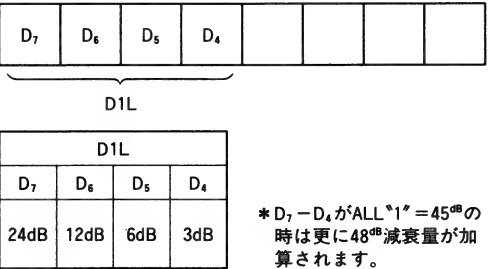 D₇ D₆ D₅ D₄
D1L
D1L
D₇ D₆ D₅ D₄
24dB 12dB 6dB 3dB
*D₇-D₄がALL〝1〟=45dBの
時は更に48dB減衰量が加
算されます。